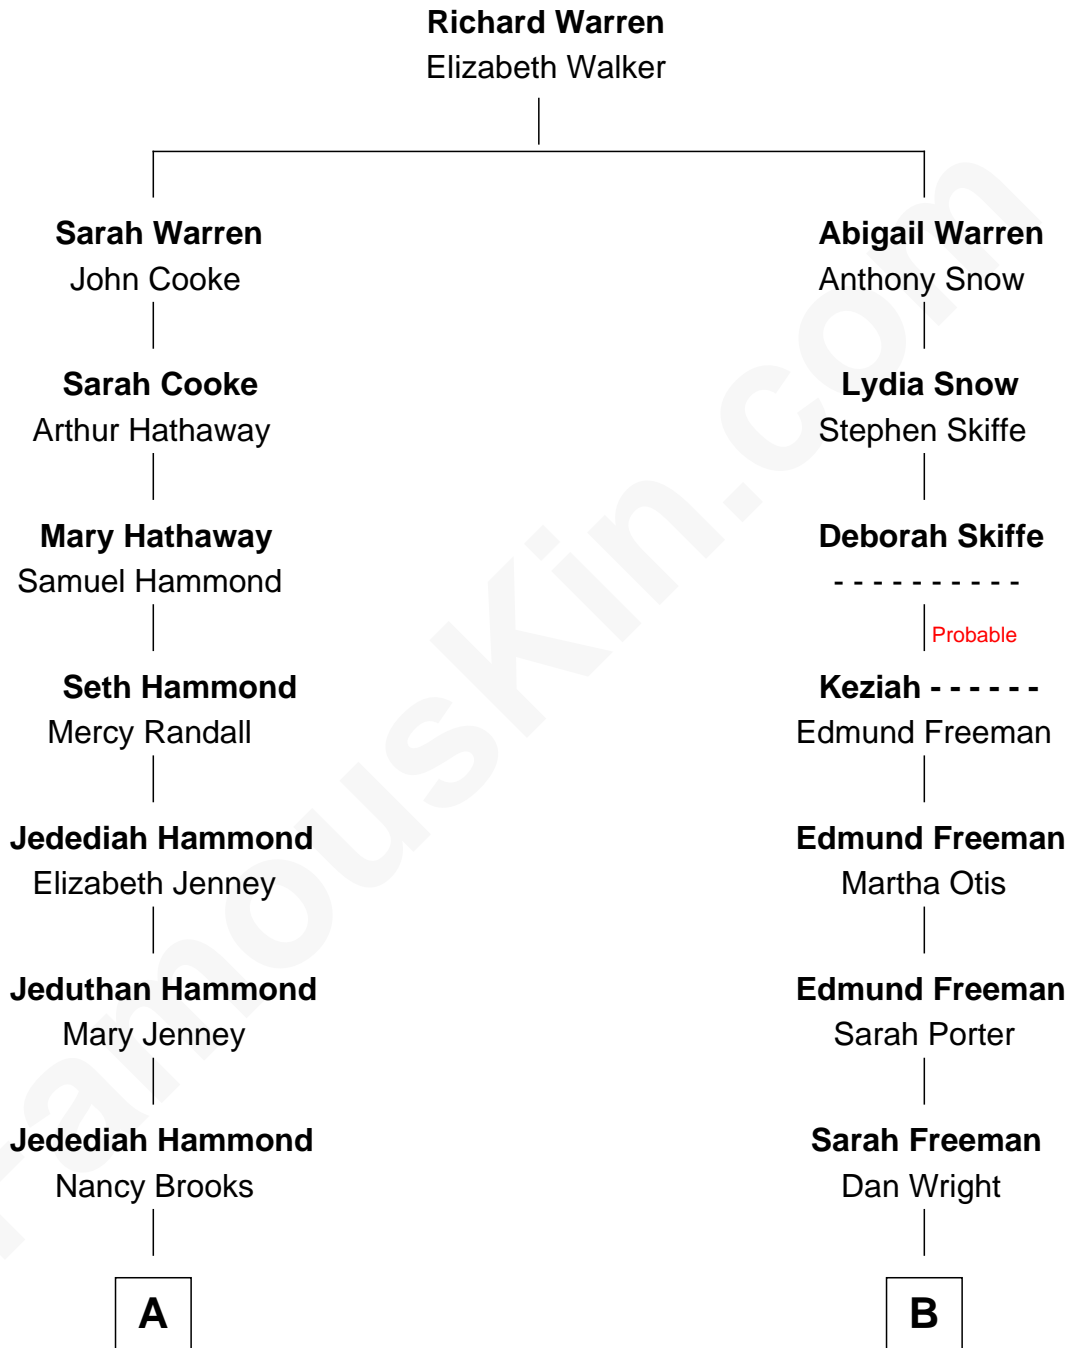 Richard Warren
Elizabeth Walker
Sarah Warren
John Cooke
Sarah Cooke
Arthur Hathaway
Mary Hathaway
Samuel Hammond
Seth Hammond
Mercy Randall
Jedediah Hammond
Elizabeth Jenney
Jeduthan Hammond
Mary Jenney
Jedediah Hammond
Nancy Brooks
A
Abigail Warren
Anthony Snow
Lydia Snow
Stephen Skiffe
Deborah Skiffe
- - - - - - - - - -
Probable
Keziah - - - - - -
Edmund Freeman
Edmund Freeman
Martha Otis
Edmund Freeman
Sarah Porter
Sarah Freeman
Dan Wright
B
FamousKin.com